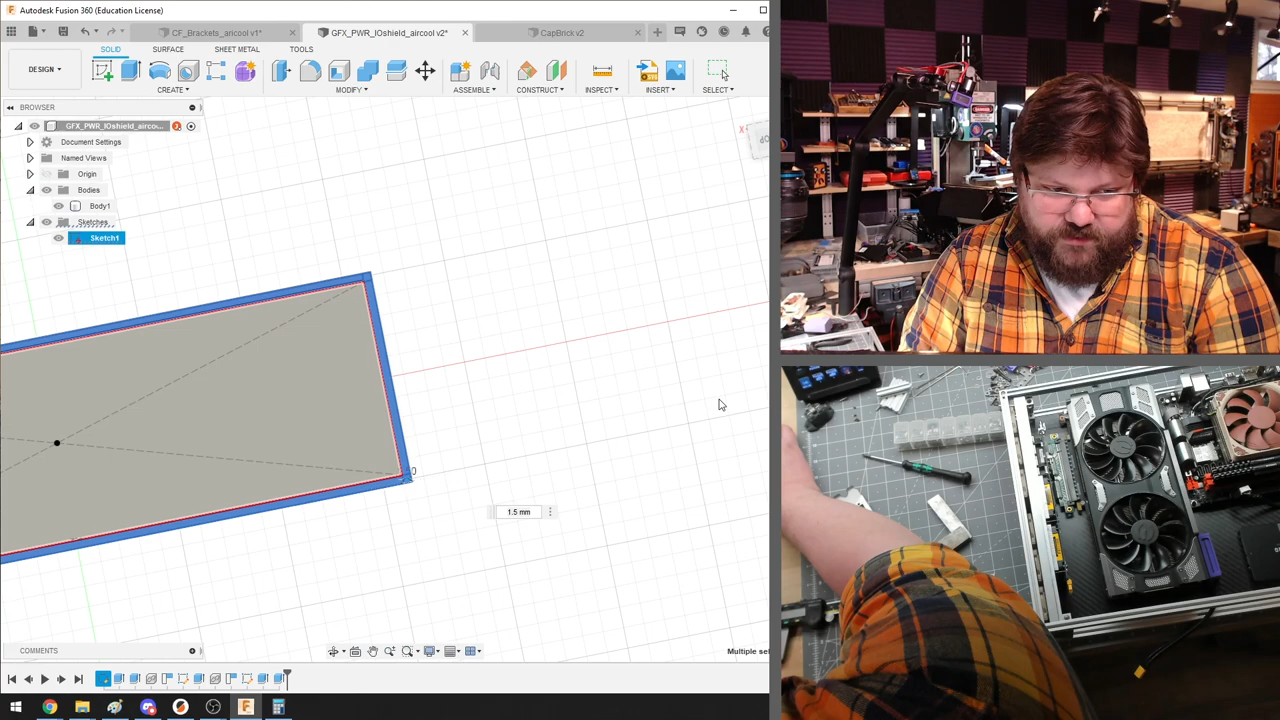 Autodesk Fusion 360 (Education License)
CF_Brackets_aricool v1*
GFX_PWR_IOshield_aircool v2*
CapBrick v2
DESIGN
SOLID
SURFACE
SHEET METAL
TOOLS
CREATE
MODIFY
ASSEMBLE
CONSTRUCT
INSPECT
INSERT
SELECT
BROWSER
GFX_PWR_IOshield_airco...
Document Settings
Named Views
Origin
Bodies
Body1
Sketches
Sketch1
X
1.5 mm
COMMENTS
Multiple sel
DANGER